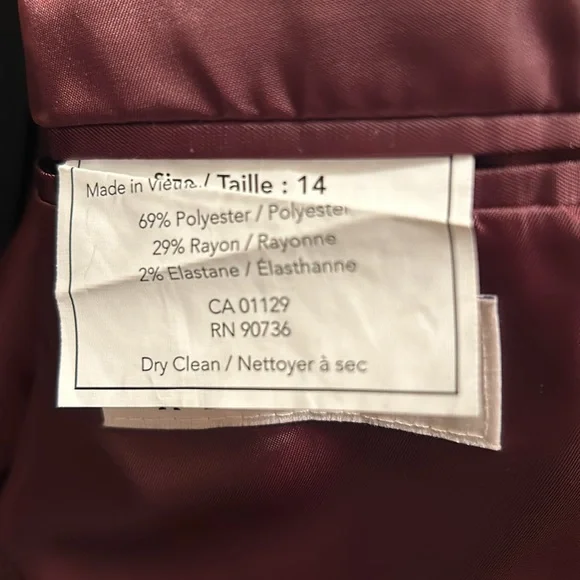 Made in / Taille : 14
69% Polyester / Polyester
29% Rayon / Rayonne
2% Elastane / Élasthanne
CA 01129
RN 90736
Dry Clean / Nettoyer à sec